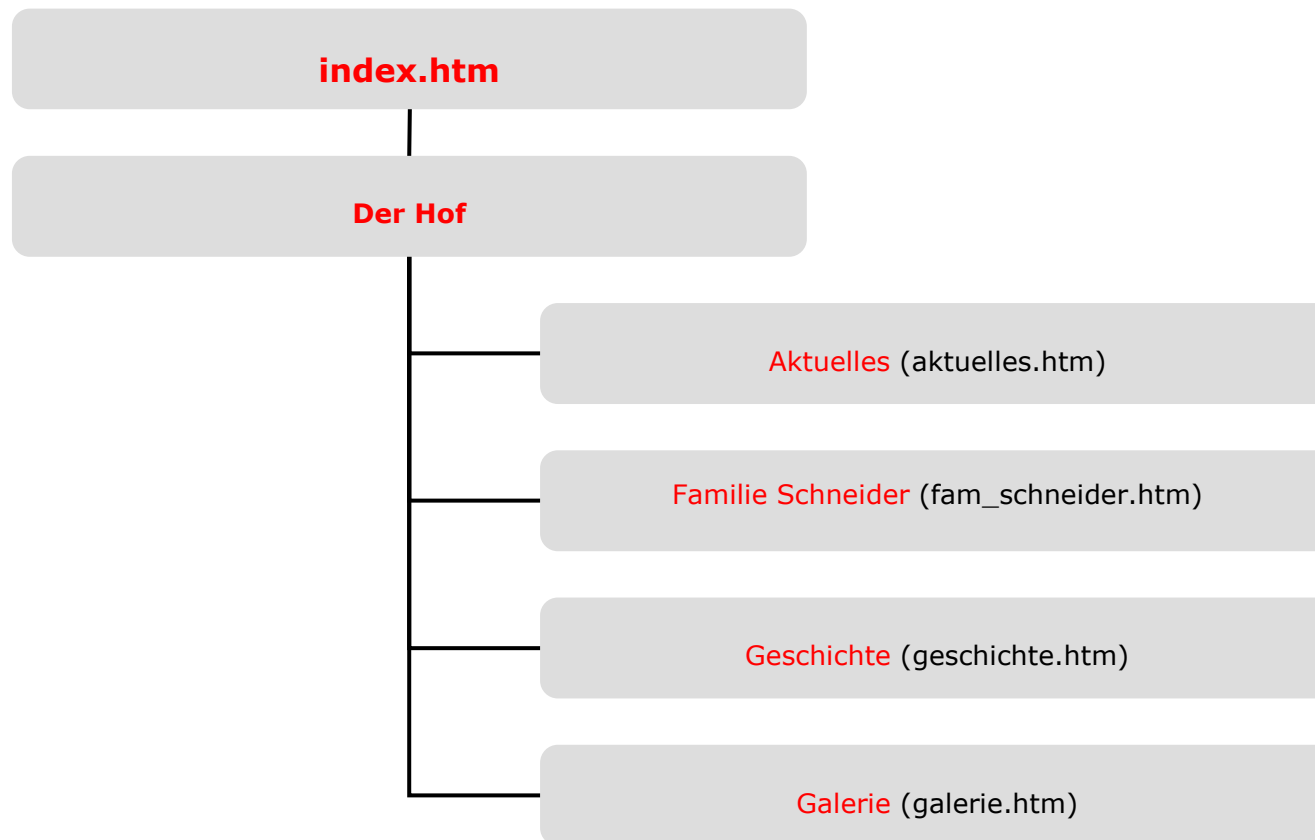 index.htm
Der Hof
Aktuelles (aktuelles.htm)
Familie Schneider (fam_schneider.htm)
Geschichte (geschichte.htm)
Galerie (galerie.htm)